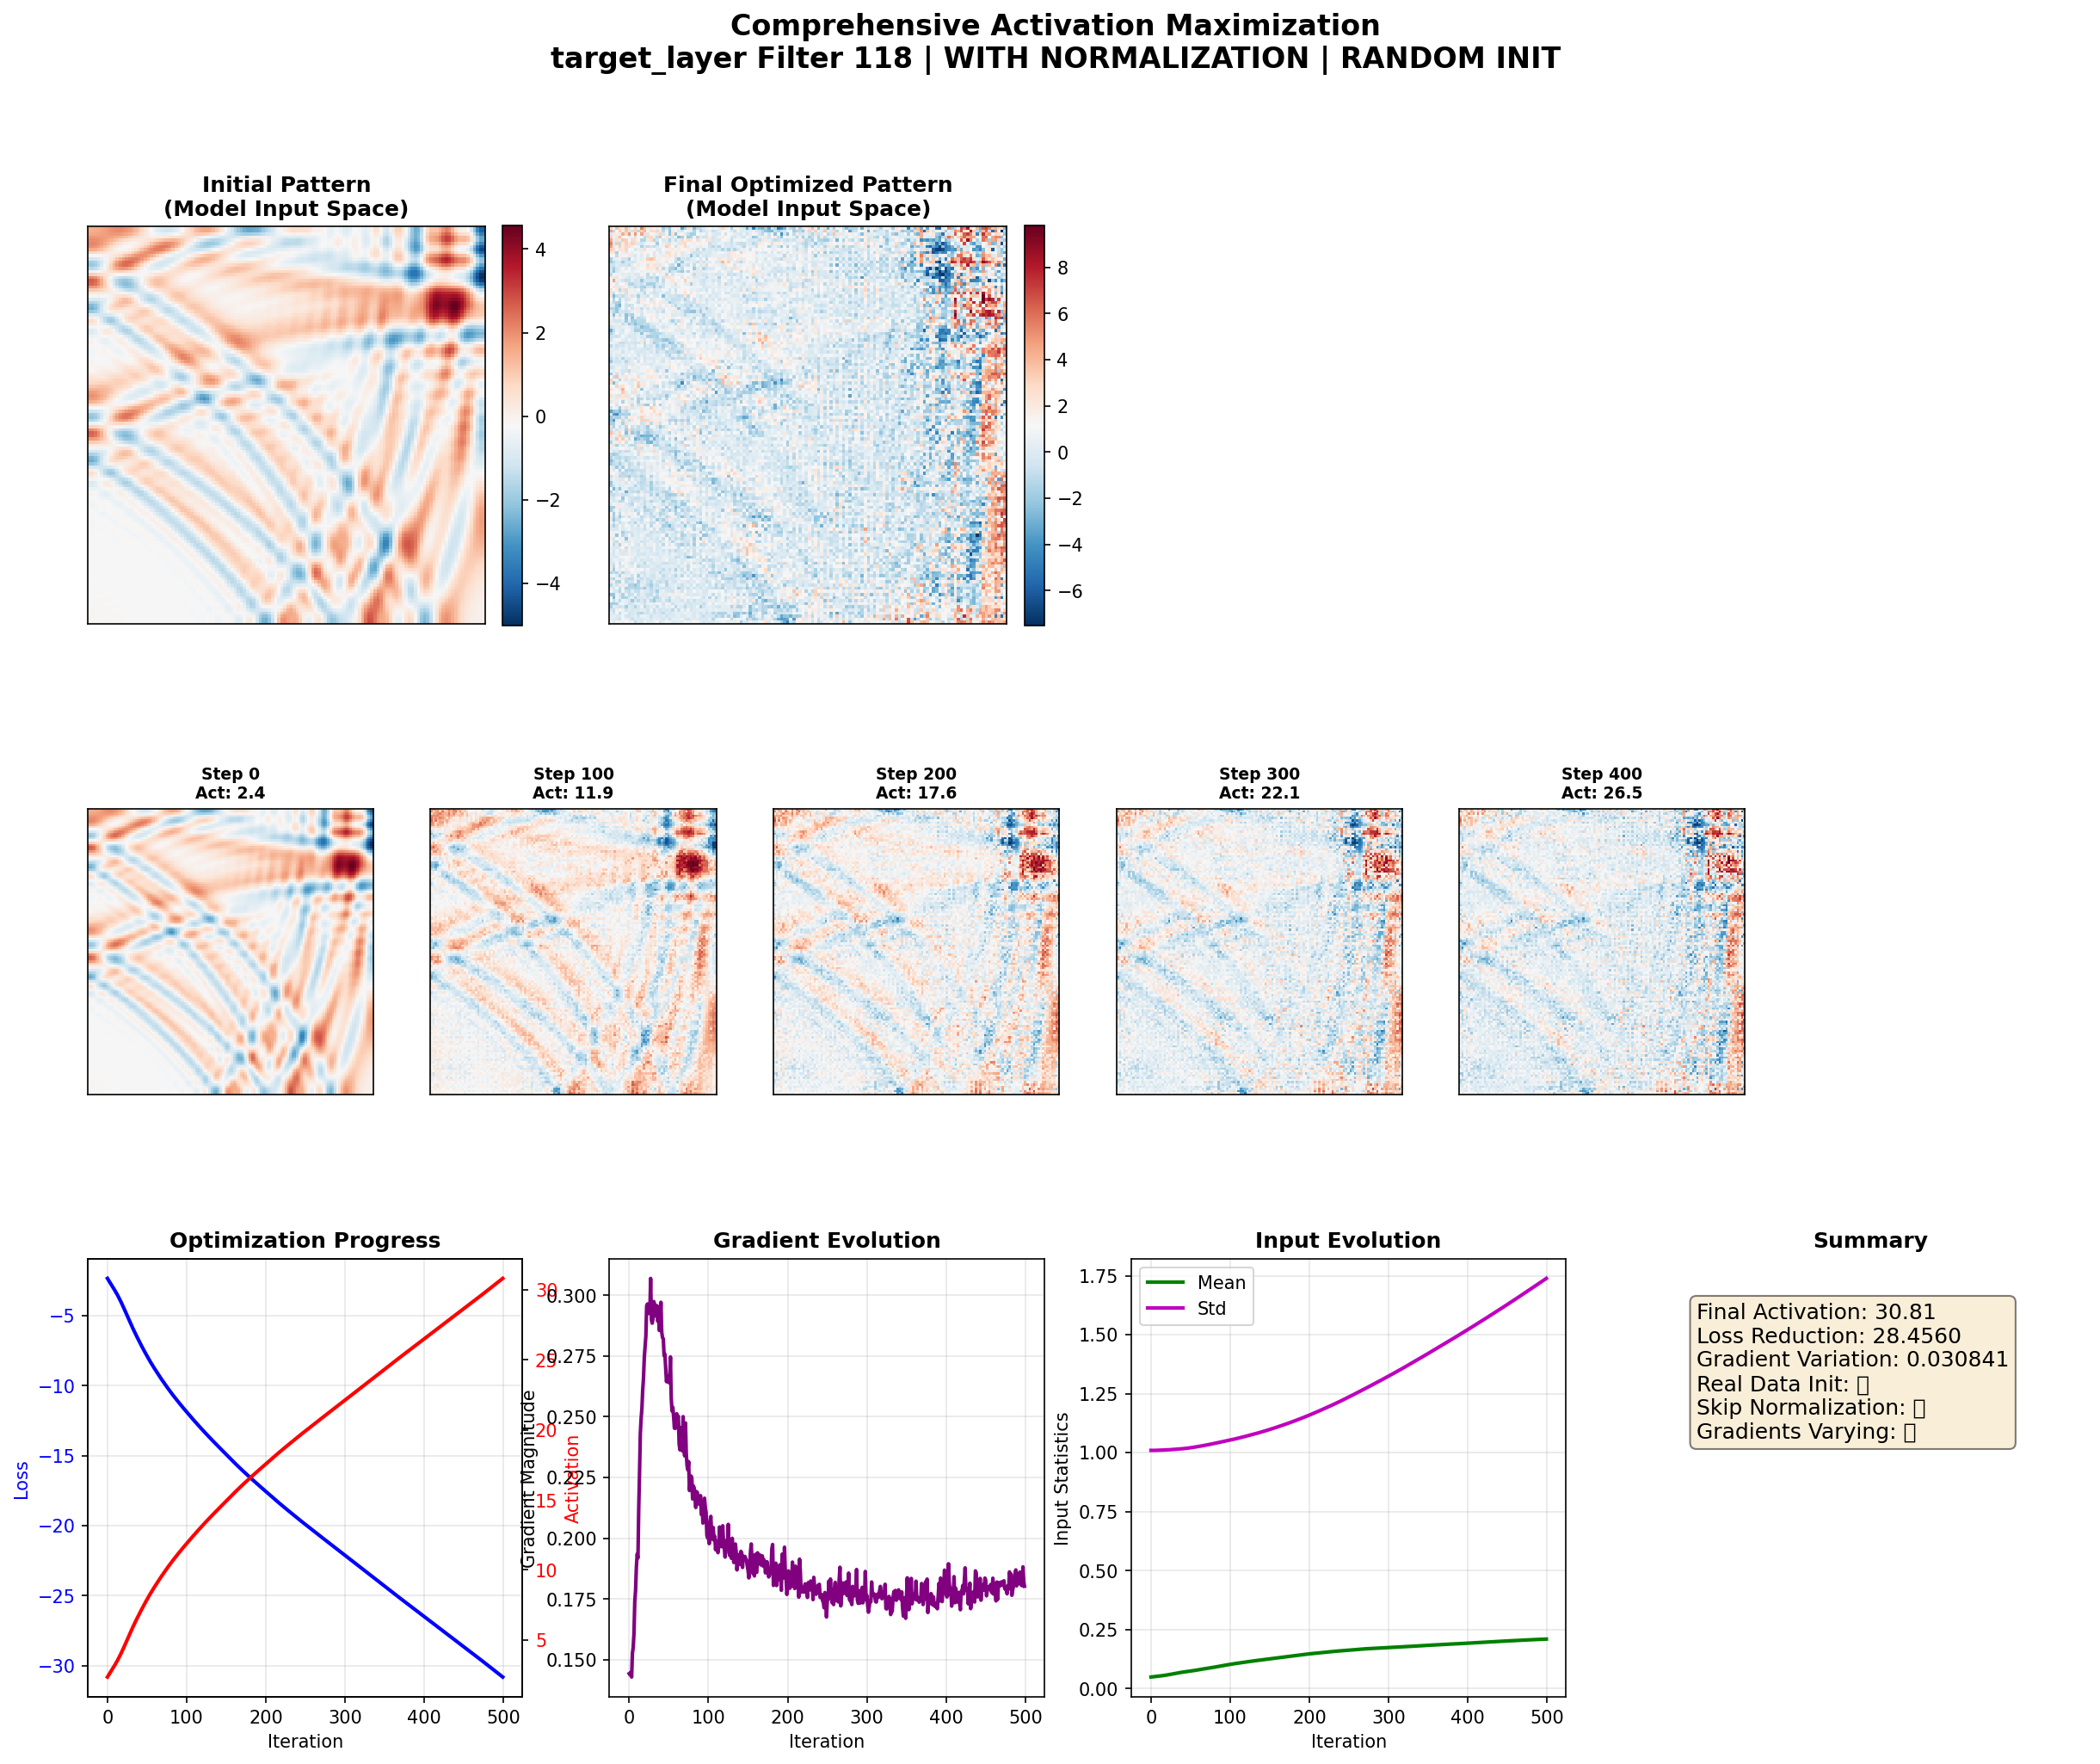 Comprehensive Activation Maximization
target_layer Filter 118 | WITH NORMALIZATION | RANDOM INIT
Initial Pattern
(Model Input Space)
4
2
0
−2
−4
Final Optimized Pattern
(Model Input Space)
8
6
4
2
0
−2
−4
−6
Step 0
Act: 2.4
Step 100
Act: 11.9
Step 200
Act: 17.6
Step 300
Act: 22.1
Step 400
Act: 26.5
Optimization Progress
Loss
−5
−10
−15
−20
−25
−30
0 100 200 300 400 500
Iteration
Activation
30
25
20
15
10
5
Gradient Evolution
Gradient Magnitude
0.300
0.275
0.250
0.225
0.200
0.175
0.150
0 100 200 300 400 500
Iteration
Input Evolution
Input Statistics
1.75
1.50
1.25
1.00
0.75
0.50
0.25
0.00
Mean
Std
0 100 200 300 400 500
Iteration
Summary
Final Activation: 30.81
Loss Reduction: 28.4560
Gradient Variation: 0.030841
Real Data Init:
Skip Normalization:
Gradients Varying: